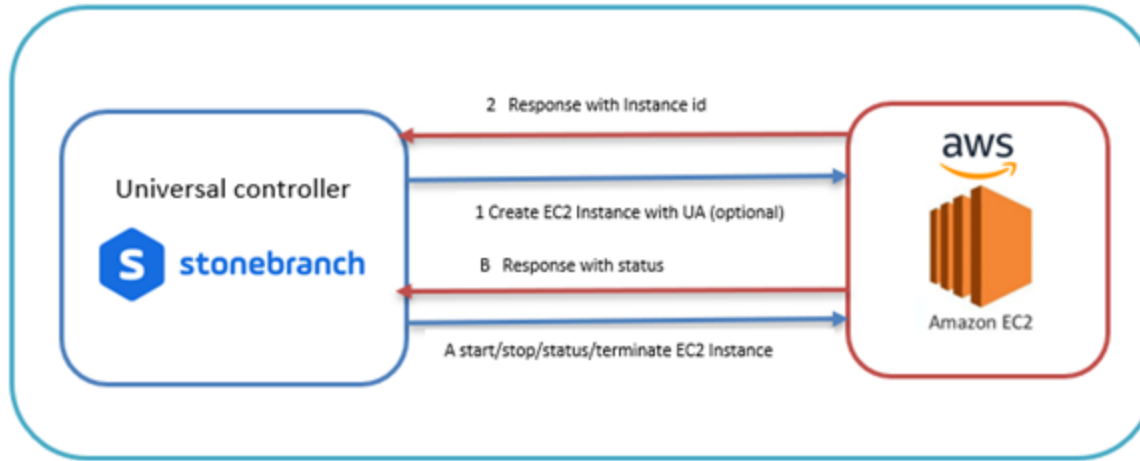 2 Response with Instance id
aws
Universal controller
1 Create EC2 Instance with UA (optional)
S stonebranch
B Response with status
Amazon EC2
A start/stop/status/terminate EC2 Instance